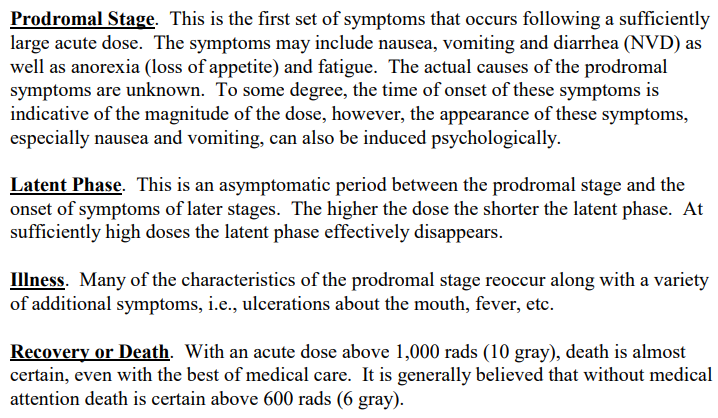 Prodromal Stage.  This is the first set of symptoms that occurs following a sufficiently
large acute dose.  The symptoms may include nausea, vomiting and diarrhea (NVD) as
well as anorexia (loss of appetite) and fatigue.  The actual causes of the prodromal
symptoms are unknown.  To some degree, the time of onset of these symptoms is
indicative of the magnitude of the dose, however, the appearance of these symptoms,
especially nausea and vomiting, can also be induced psychologically.
Latent Phase.  This is an asymptomatic period between the prodromal stage and the
onset of symptoms of later stages.  The higher the dose the shorter the latent phase.  At
sufficiently high doses the latent phase effectively disappears.
Illness.  Many of the characteristics of the prodromal stage reoccur along with a variety
of additional symptoms, i.e., ulcerations about the mouth, fever, etc.
Recovery or Death.  With an acute dose above 1,000 rads (10 gray), death is almost
certain, even with the best of medical care.  It is generally believed that without medical
attention death is certain above 600 rads (6 gray).